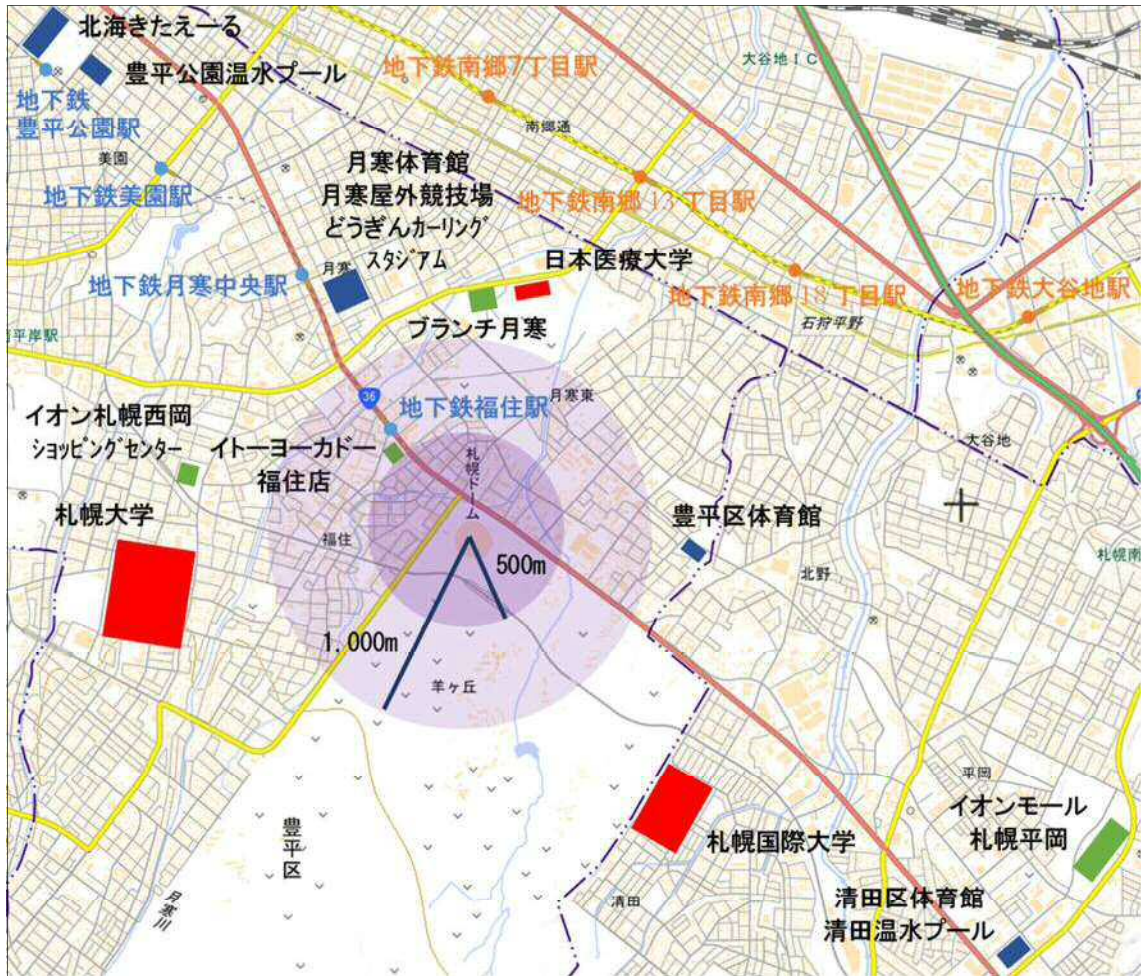 北海きたえーる
豊平公園温水プール
地下鉄
豊平公園駅
美園
地下鉄美園駅
地下鉄南郷7丁目駅
大谷地IC
南郷通
月寒体育館
月寒屋外競技場
どうぎんカーリング
スタジアム
月寒
地下鉄南郷13丁目駅
日本医療大学
地下鉄月寒中央駅
地下鉄南郷18丁目駅
地下鉄大谷地駅
石狩平野
平岸駅
ブランチ月寒
36
月寒東
地下鉄福住駅
イオン札幌西岡
ショッピングセンター
イトーヨーカドー
福住店
札幌ドーム
大谷地
札幌大学
豊平区体育館
福住
500m
北野
札幌南
1,000m
羊ヶ丘
平岡
イオンモール
札幌平岡
豊平区
札幌国際大学
月寒川
清田
清田区体育館
清田温水プール